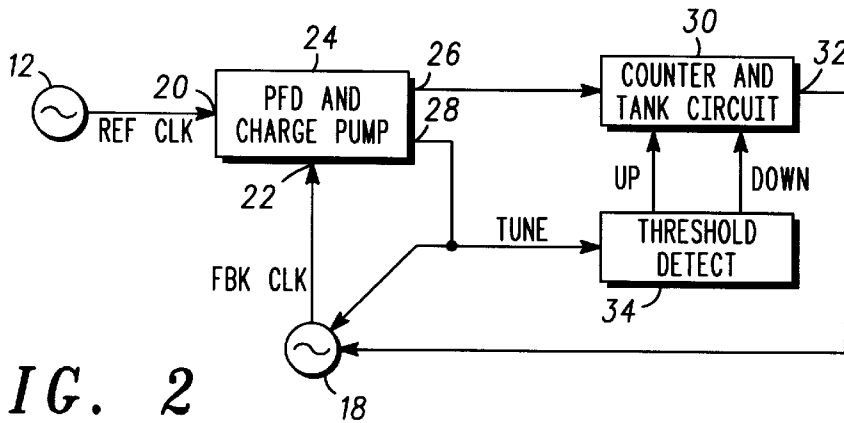 12
REF CLK
20
24
PFD AND
CHARGE PUMP
22
26
28
30
COUNTER AND
TANK CIRCUIT
32
UP
DOWN
TUNE
THRESHOLD
DETECT
34
FBK CLK
18
IG. 2